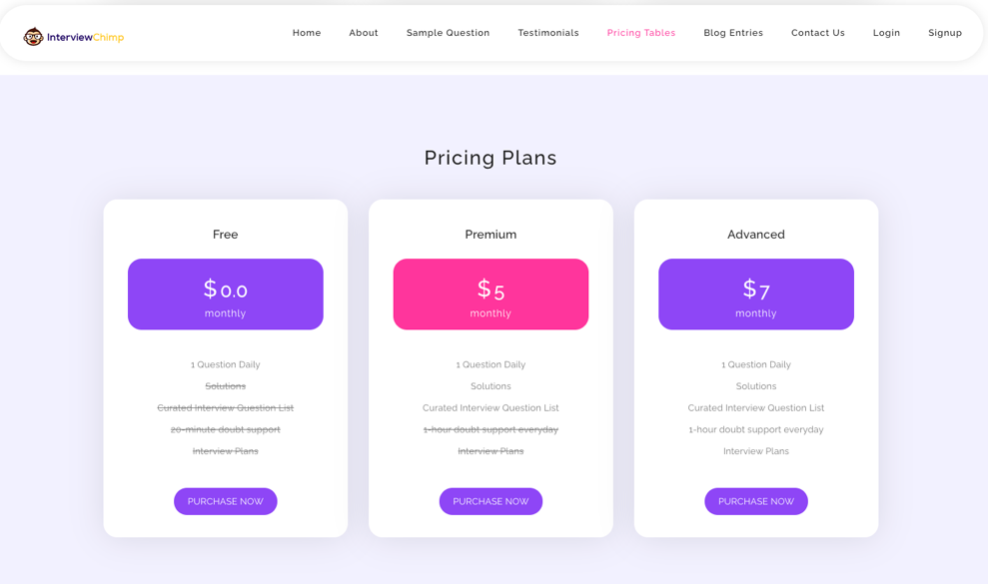 InterviewChimp Home About Sample Question Testimonials Pricing Tables Blog Entries Contact Us Login Signup
Pricing Plans
Free
$0.0
monthly
1 Question Daily
Solutions
Curated Interview Question List
20-minute doubt support
Interview Plans
PURCHASE NOW
Premium
$5
monthly
1 Question Daily
Solutions
Curated Interview Question List
1-hour doubt support everyday
Interview Plans
PURCHASE NOW
Advanced
$7
monthly
1 Question Daily
Solutions
Curated Interview Question List
1-hour doubt support everyday
Interview Plans
PURCHASE NOW